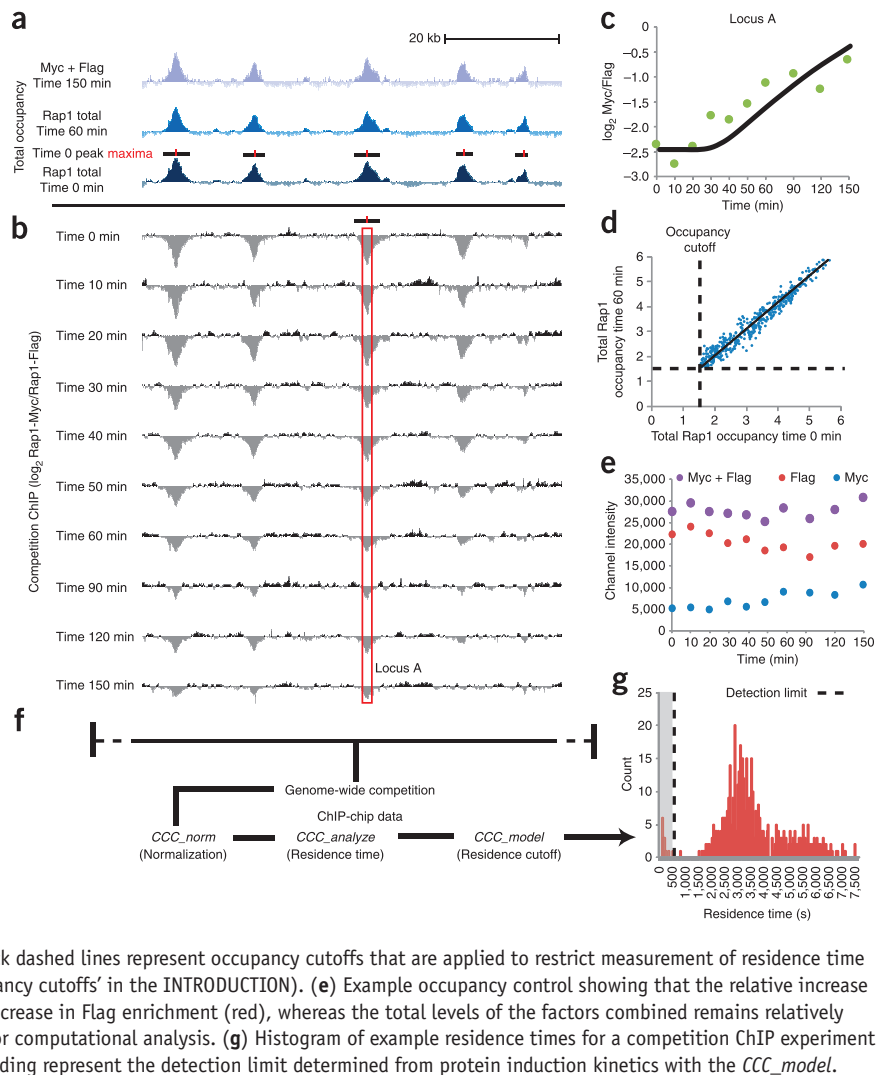 a
20 kb
Total occupancy
Myc + Flag
Time 150 min
Rap1 total
Time 60 min
Time 0 peak maxima
Rap1 total
Time 0 min
b
Competition ChIP (log2 Rap1-Myc/Rap1-Flag)
Time 0 min
Time 10 min
Time 20 min
Time 30 min
Time 40 min
Time 50 min
Time 60 min
Time 90 min
Time 120 min
Time 150 min
Locus A
c
Locus A
log2 Myc/Flag
0
–0.5
–1.0
–1.5
–2.0
–2.5
–3.0
0 10 20 30 40 50 60 90 120 150
Time (min)
d
Occupancy
cutoff
Total Rap1
occupancy time 60 min
6
5
4
3
2
1
0
0 1 2 3 4 5 6
Total Rap1 occupancy time 0 min
e
Myc + Flag Flag Myc
Channel intensity
35,000
30,000
25,000
20,000
15,000
10,000
5,000
0
0 10 20 30 40 50 60 90 120 150
Time (min)
f
Genome-wide competition
ChIP-chip data
CCC_norm
(Normalization)
CCC_analyze
(Residence time)
CCC_model
(Residence cutoff)
g
Detection limit
Count
25
20
15
10
5
0
0 500 1,000 1,500 2,000 2,500 3,000 3,500 4,000 4,500 5,000 5,500 6,000 6,500 7,000 7,500
Residence time (s)
k dashed lines represent occupancy cutoffs that are applied to restrict measurement of residence time
ancy cutoffs’ in the INTRODUCTION). (e) Example occupancy control showing that the relative increase
crease in Flag enrichment (red), whereas the total levels of the factors combined remains relatively
or computational analysis. (g) Histogram of example residence times for a competition ChIP experiment
ding represent the detection limit determined from protein induction kinetics with the CCC_model.